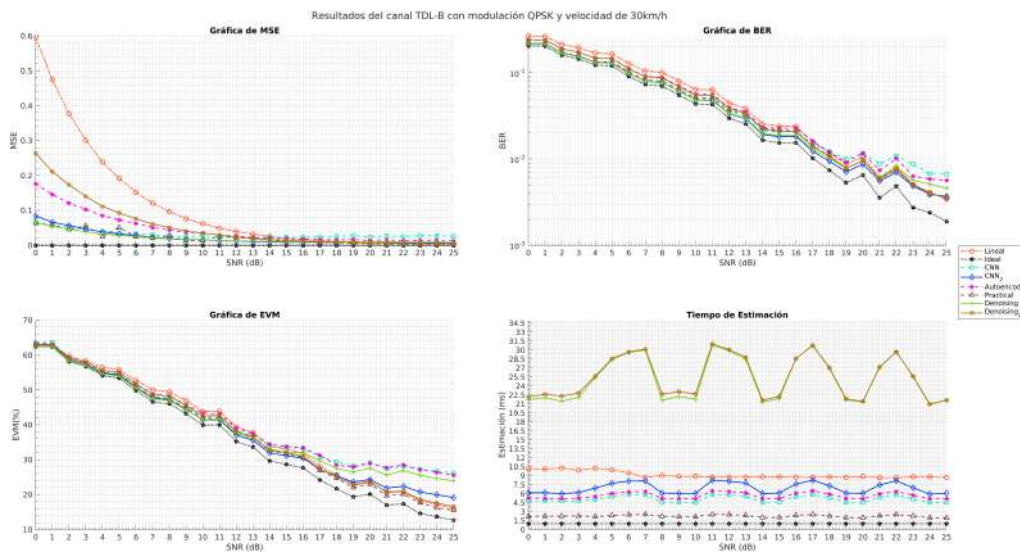 Resultados del canal TDL-B con modulación QPSK y velocidad de 30km/h
Gráfica de MSE
0.6
0.5
0.4
0.3
0.2
0.1
0
MSE
0 1 2 3 4 5 6 7 8 9 10 11 12 13 14 15 16 17 18 19 20 21 22 23 24 25
SNR (dB)
Gráfica de BER
10-1
10-2
10-3
BER
0 1 2 3 4 5 6 7 8 9 10 11 12 13 14 15 16 17 18 19 20 21 22 23 24 25
SNR (dB)
Lineal
Ideal
CNN
CNN2
Autoencod
Practical
Denoising
Denoising2
Gráfica de EVM
70
60
50
40
30
20
10
EVM(%)
0 1 2 3 4 5 6 7 8 9 10 11 12 13 14 15 16 17 18 19 20 21 22 23 24 25
SNR (dB)
Tiempo de Estimación
34.5
33
31.5
30
28.5
27
25.5
24
22.5
21
19.5
18
16.5
15
13.5
12
10.5
9
7.5
6
4.5
3
1.5
0
Estimación (ms)
0 1 2 3 4 5 6 7 8 9 10 11 12 13 14 15 16 17 18 19 20 21 22 23 24 25
SNR (dB)